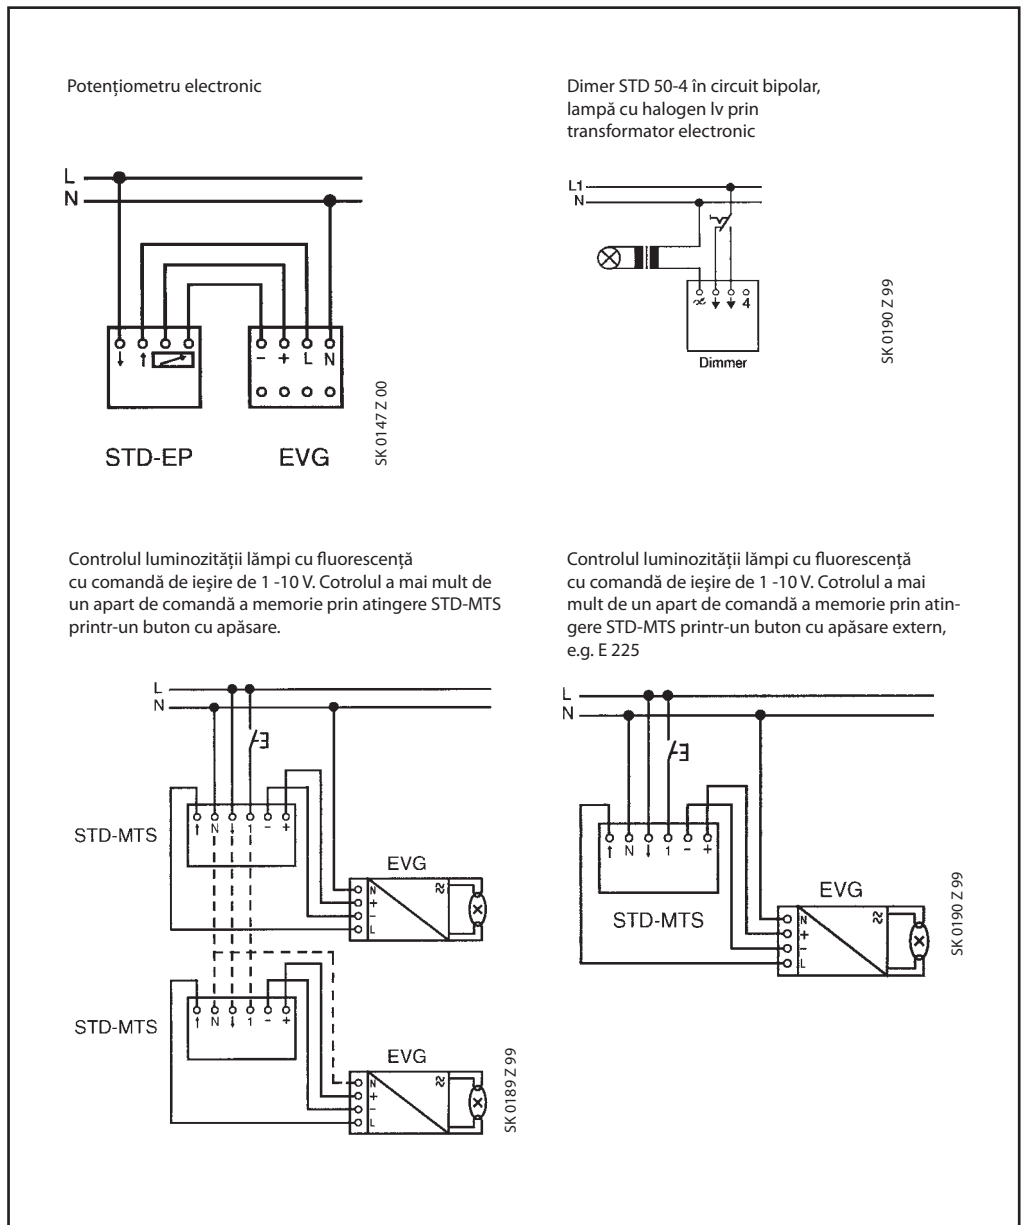 Potențiometru electronic
L
N
↓ ↑
- + L N
STD-EP
EVG
SK 0147 Z 00
Dimer STD 50-4 în circuit bipolar,
lampă cu halogen lv prin
transformator electronic
L1
N
4
Dimmer
SK 0190 Z 99
Controlul luminozității lămpi cu fluorescență
cu comandă de ieşire de 1 -10 V. Cotrolul a mai mult de
un apart de comandă a memorie prin atingere STD-MTS
printr-un buton cu apăsare.
L
N
STD-MTS
↑ N ↓ 1 - +
EVG
N
+
-
L
STD-MTS
↑ N ↓ 1 - +
EVG
N
+
-
L
SK 0189 Z 99
Controlul luminozității lămpi cu fluorescență
cu comandă de ieşire de 1 -10 V. Cotrolul a mai
mult de un apart de comandă a memorie prin atin-
gere STD-MTS printr-un buton cu apăsare extern,
e.g. E 225
L
N
↑ N ↓ 1 - +
STD-MTS
EVG
N
+
-
L
SK 0190 Z 99